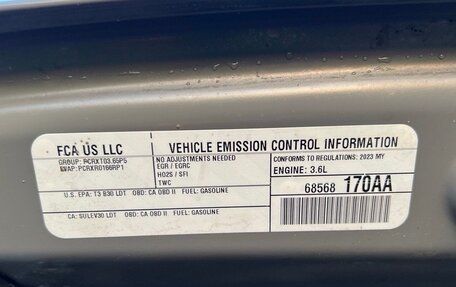 FCA US LLC
GROUP: PCRXT03.65P5
EVAP: PCRXR0166RP1
VEHICLE EMISSION CONTROL INFORMATION
NO ADJUSTMENTS NEEDED
EGR / EGRC
HO2S / SFI
TWC
CONFORMS TO REGULATIONS: 2023 MY
ENGINE: 3.6L
68568 170AA
U.S. EPA: T3 B30 LDT OBD: CA OBD II FUEL: GASOLINE
CA: SULEV30 LDT OBD: CA OBD II FUEL: GASOLINE